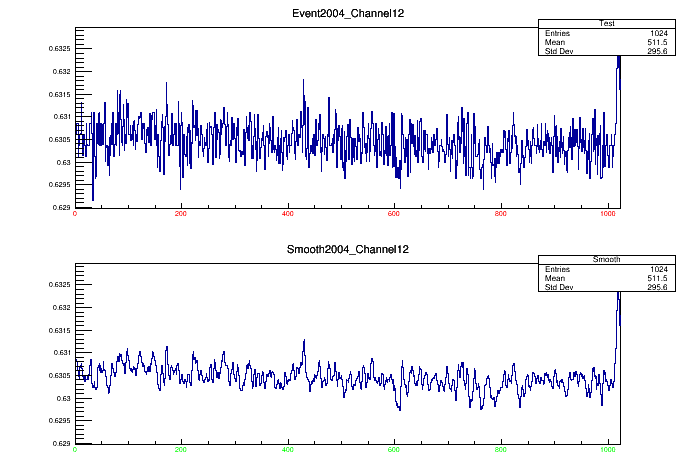 Event2004_Channel12
Test
Entries 1024
Mean 511.5
Std Dev 295.6
0.6325
0.632
0.6315
0.631
0.6305
0.63
0.6295
0.629
0 200 400 600 800 1000
Smooth2004_Channel12
Smooth
Entries 1024
Mean 511.5
Std Dev 295.6
0.6325
0.632
0.6315
0.631
0.6305
0.63
0.6295
0.629
0 200 400 600 800 1000